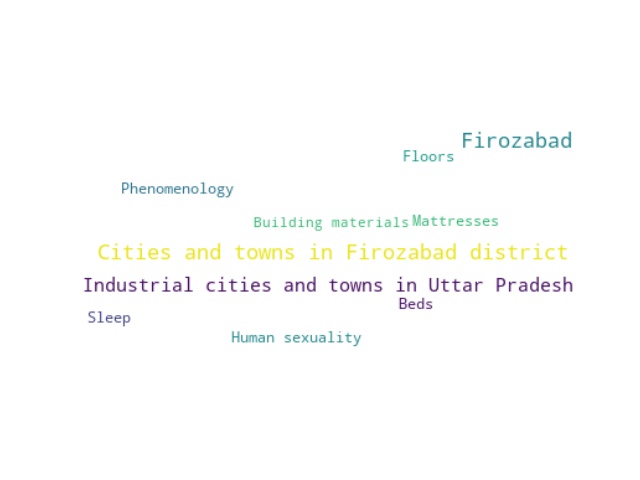 Firozabad
Floors
Phenomenology
Building materials Mattresses
Cities and towns in Firozabad district
Industrial cities and towns in Uttar Pradesh
Beds
Sleep
Human sexuality